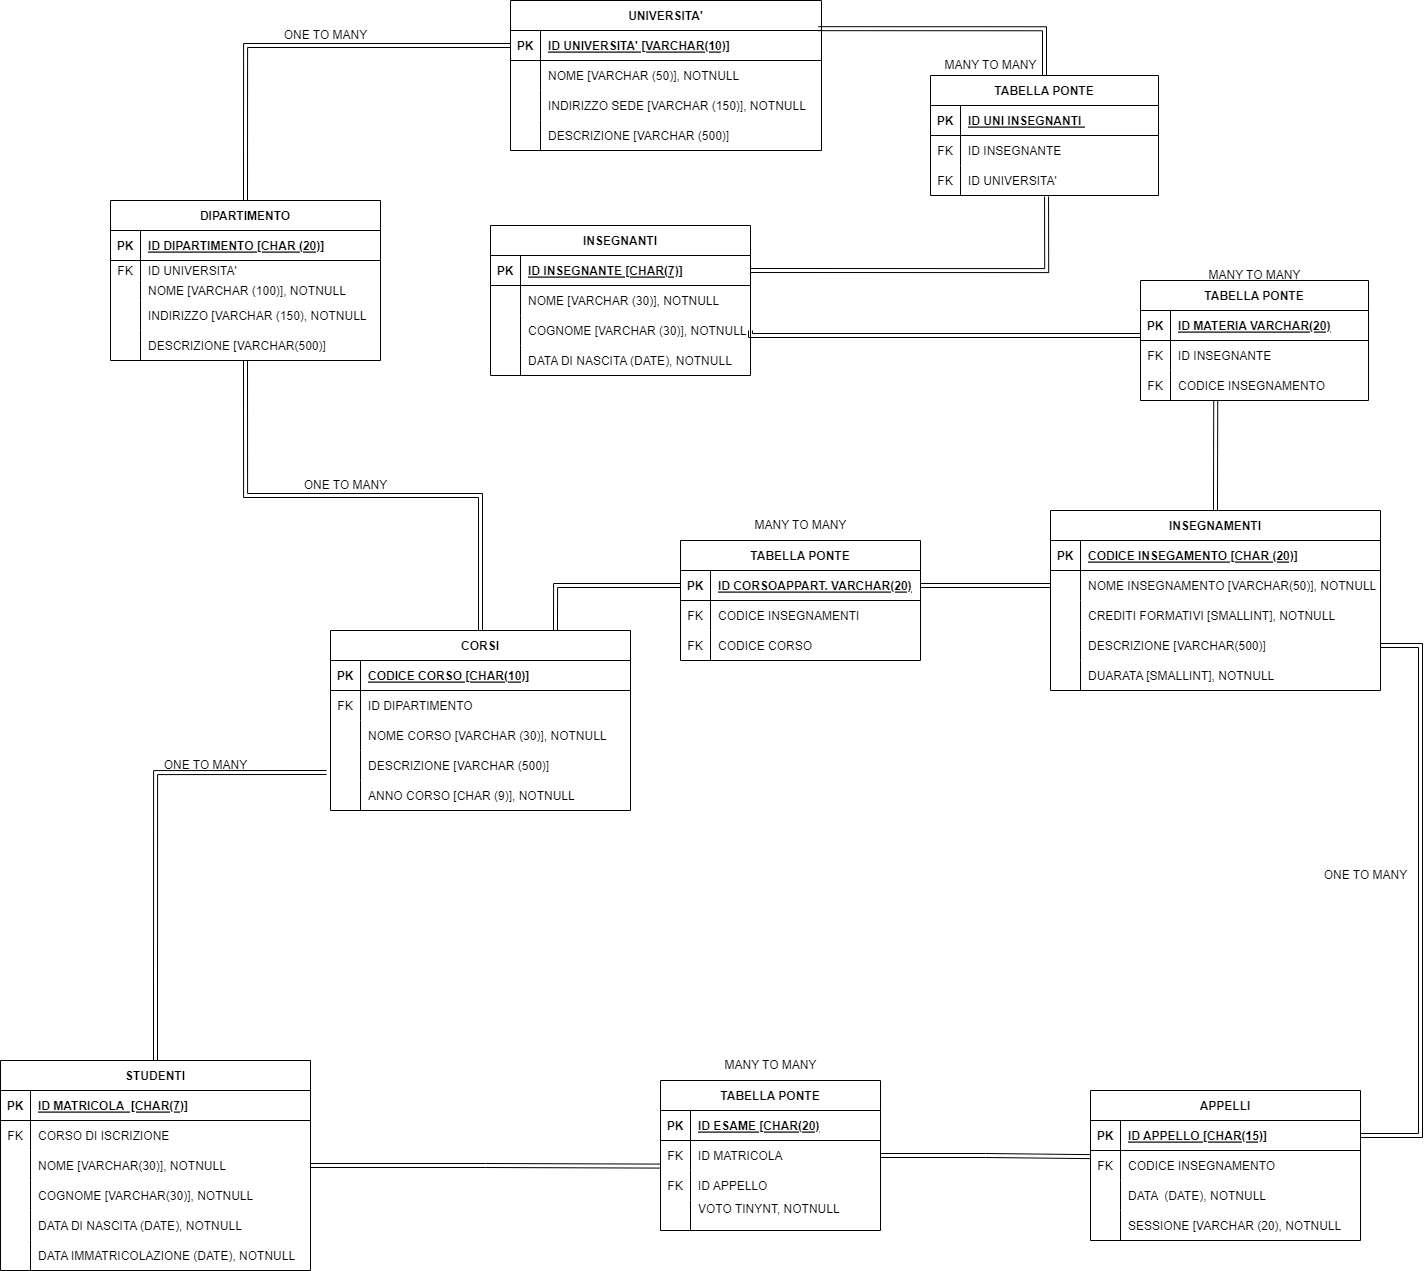 UNIVERSITA'
PK ID UNIVERSITA' [VARCHAR(10)]
NOME [VARCHAR (50)], NOTNULL
INDIRIZZO SEDE [VARCHAR (150)], NOTNULL
DESCRIZIONE [VARCHAR (500)]
ONE TO MANY
MANY TO MANY
TABELLA PONTE
PK ID UNI INSEGNANTI
FK ID INSEGNANTE
FK ID UNIVERSITA'
DIPARTIMENTO
PK ID DIPARTIMENTO [CHAR (20)]
FK ID UNIVERSITA'
NOME [VARCHAR (100)], NOTNULL
INDIRIZZO [VARCHAR (150), NOTNULL
DESCRIZIONE [VARCHAR(500)]
INSEGNANTI
PK ID INSEGNANTE [CHAR(7)]
NOME [VARCHAR (30)], NOTNULL
COGNOME [VARCHAR (30)], NOTNULL
DATA DI NASCITA (DATE), NOTNULL
MANY TO MANY
TABELLA PONTE
PK ID MATERIA VARCHAR(20)
FK ID INSEGNANTE
FK CODICE INSEGNAMENTO
ONE TO MANY
MANY TO MANY
TABELLA PONTE
PK ID CORSOAPPART. VARCHAR(20)
FK CODICE INSEGNAMENTI
FK CODICE CORSO
INSEGNAMENTI
PK CODICE INSEGAMENTO [CHAR (20)]
NOME INSEGNAMENTO [VARCHAR(50)], NOTNULL
CREDITI FORMATIVI [SMALLINT], NOTNULL
DESCRIZIONE [VARCHAR(500)]
DUARATA [SMALLINT], NOTNULL
CORSI
PK CODICE CORSO [CHAR(10)]
FK ID DIPARTIMENTO
NOME CORSO [VARCHAR (30)], NOTNULL
DESCRIZIONE [VARCHAR (500)]
ANNO CORSO [CHAR (9)], NOTNULL
ONE TO MANY
ONE TO MANY
STUDENTI
PK ID MATRICOLA [CHAR(7)]
FK CORSO DI ISCRIZIONE
NOME [VARCHAR(30)], NOTNULL
COGNOME [VARCHAR(30)], NOTNULL
DATA DI NASCITA (DATE), NOTNULL
DATA IMMATRICOLAZIONE (DATE), NOTNULL
MANY TO MANY
TABELLA PONTE
PK ID ESAME [CHAR(20)
FK ID MATRICOLA
FK ID APPELLO
VOTO TINYNT, NOTNULL
APPELLI
PK ID APPELLO [CHAR(15)]
FK CODICE INSEGNAMENTO
DATA (DATE), NOTNULL
SESSIONE [VARCHAR (20), NOTNULL